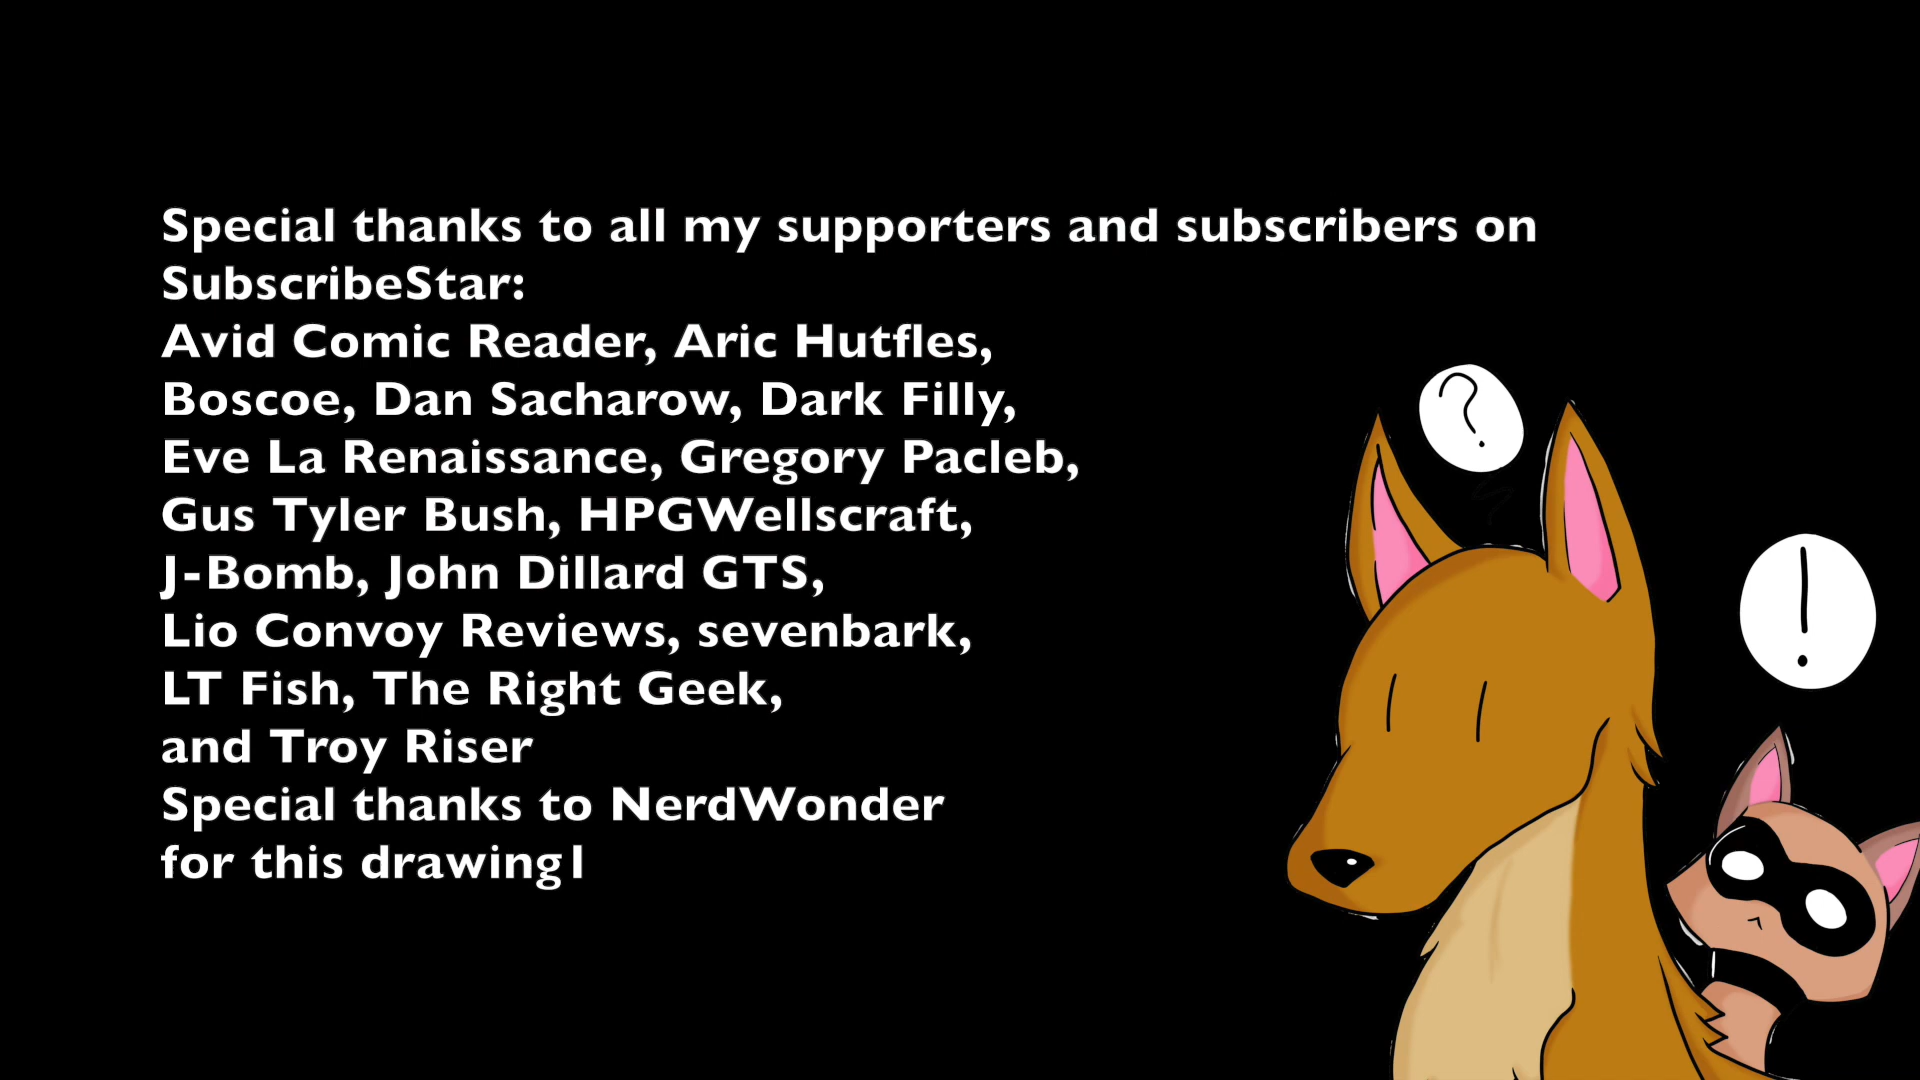 Special thanks to all my supporters and subscribers on
SubscribeStar:
Avid Comic Reader, Aric Hutfles,
Boscoe, Dan Sacharow, Dark Filly,
Eve La Renaissance, Gregory Pacleb,
Gus Tyler Bush, HPGWellscraft,
J-Bomb, John Dillard GTS,
Lio Convoy Reviews, sevenbark,
LT Fish, The Right Geek,
and Troy Riser
Special thanks to NerdWonder
for this drawing1
?
!